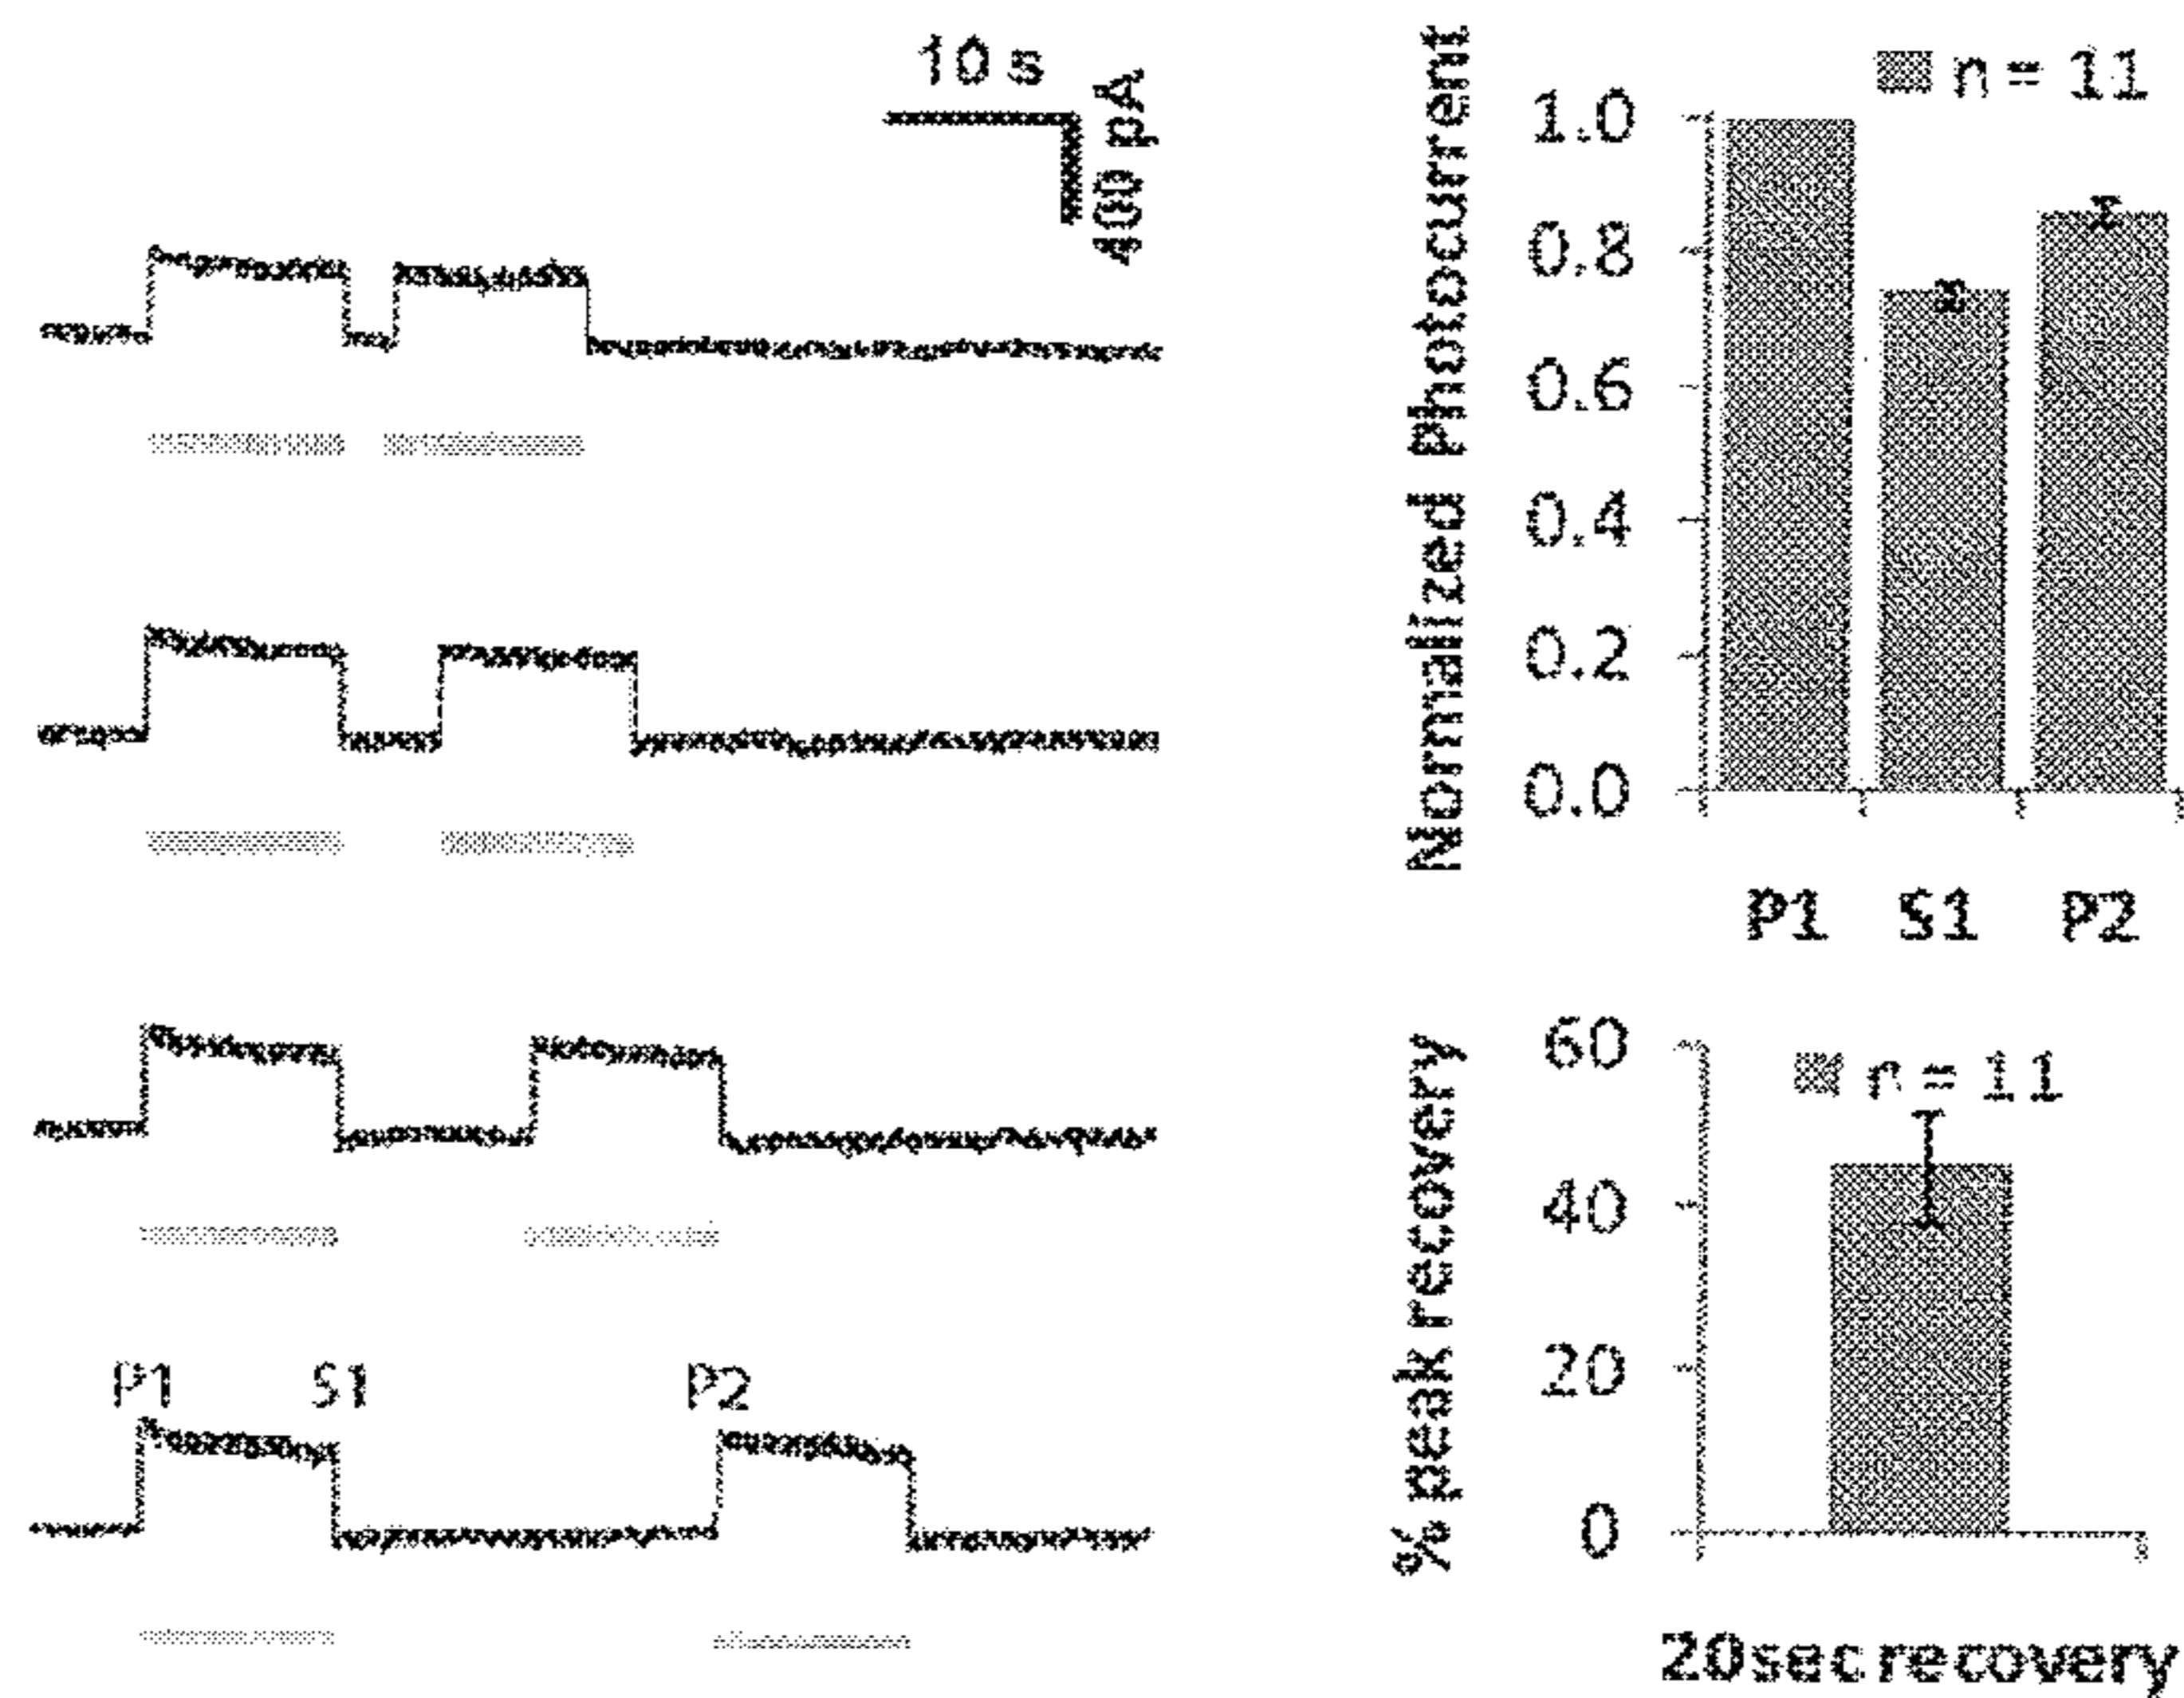 10 s
400 pA
P1 S1 P2
Normalized Photocurrent
n = 11
1.0
0.8
0.6
0.4
0.2
0.0
P1 S1 P2
% peak recovery
60
n = 11
40
20
0
20sec recovery